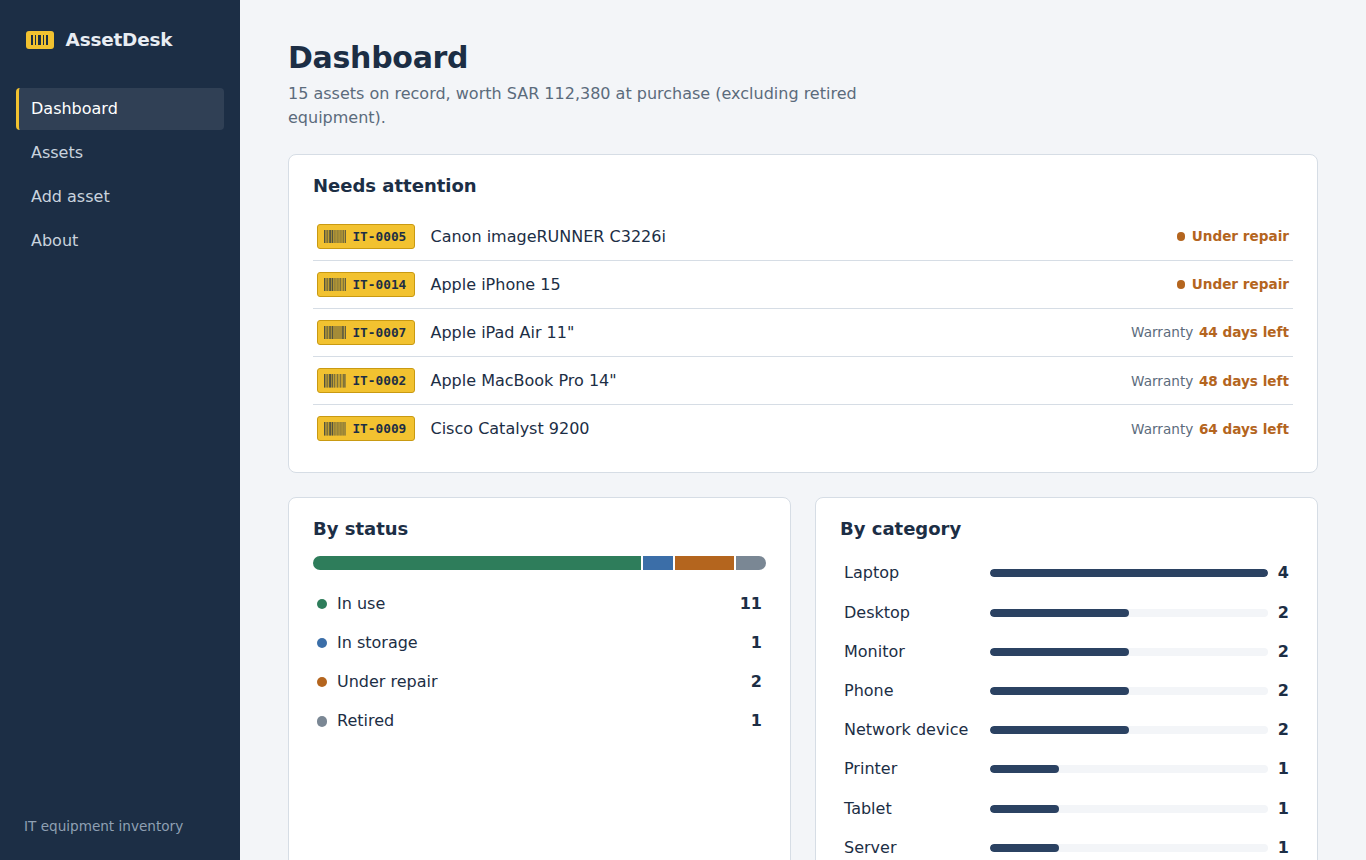 AssetDesk
Dashboard
Assets
Add asset
About
IT equipment inventory
Dashboard
15 assets on record, worth SAR 112,380 at purchase (excluding retired
equipment).
Needs attention
IT-0005 Canon imageRUNNER C3226i Under repair
IT-0014 Apple iPhone 15 Under repair
IT-0007 Apple iPad Air 11" Warranty 44 days left
IT-0002 Apple MacBook Pro 14" Warranty 48 days left
IT-0009 Cisco Catalyst 9200 Warranty 64 days left
By status
In use 11
In storage 1
Under repair 2
Retired 1
By category
Laptop 4
Desktop 2
Monitor 2
Phone 2
Network device 2
Printer 1
Tablet 1
Server 1